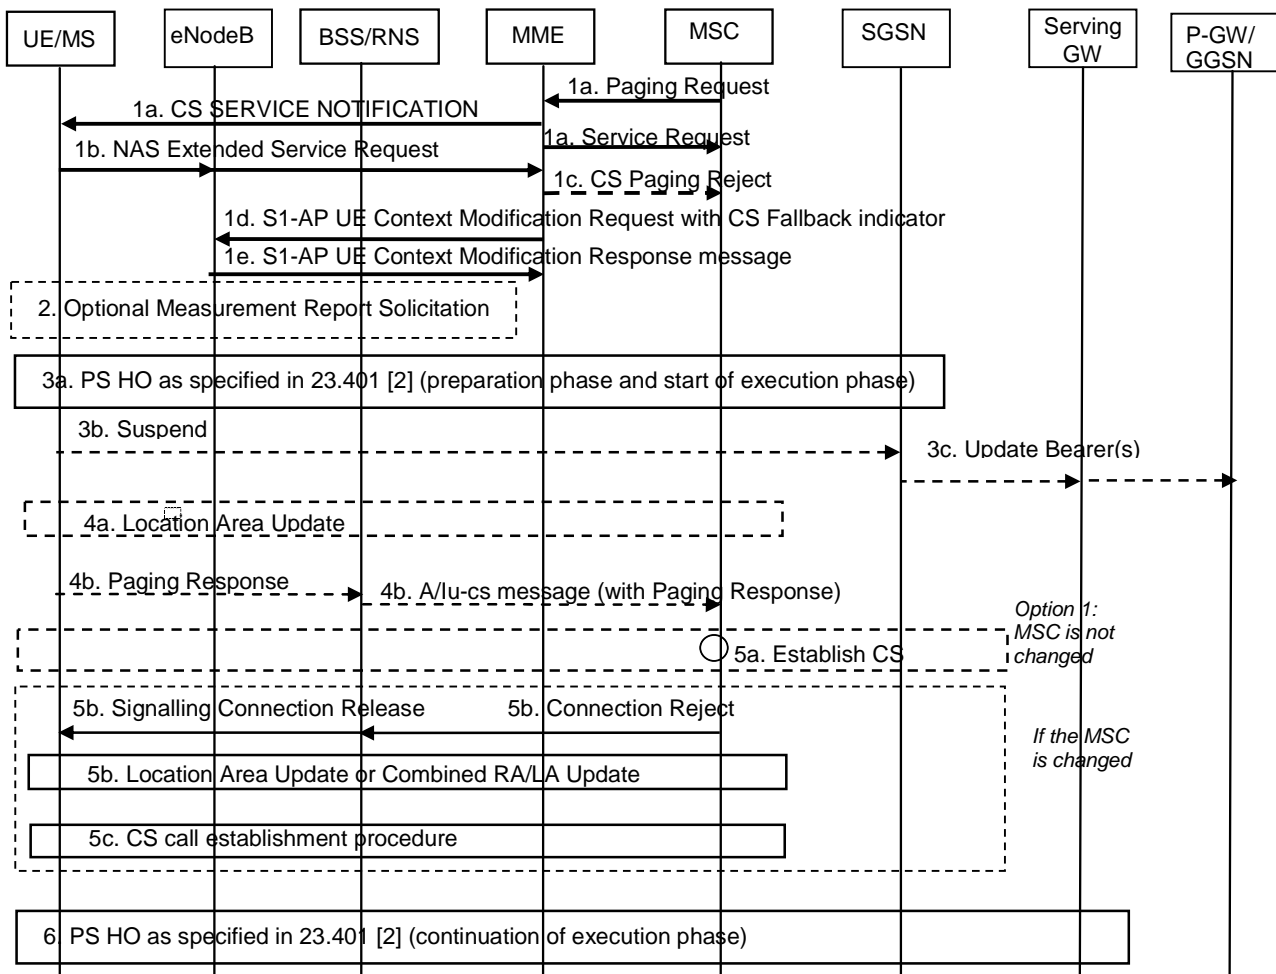 UE/MS
eNodeB
BSS/RNS
MME
MSC
SGSN
Serving
GW
P-GW/
GGSN
1a. Paging Request
1a. CS SERVICE NOTIFICATION
1a. Service Request
1b. NAS Extended Service Request
1c. CS Paging Reject
1d. S1-AP UE Context Modification Request with CS Fallback indicator
1e. S1-AP UE Context Modification Response message
2. Optional Measurement Report Solicitation
3a. PS HO as specified in 23.401 [2] (preparation phase and start of execution phase)
3b. Suspend
3c. Update Bearer(s)
4a. Location Area Update
4b. Paging Response
4b. A/Iu-cs message (with Paging Response)
Option 1:
MSC is not
changed
5a. Establish CS
5b. Signalling Connection Release
5b. Connection Reject
If the MSC
is changed
5b. Location Area Update or Combined RA/LA Update
5c. CS call establishment procedure
6. PS HO as specified in 23.401 [2] (continuation of execution phase)